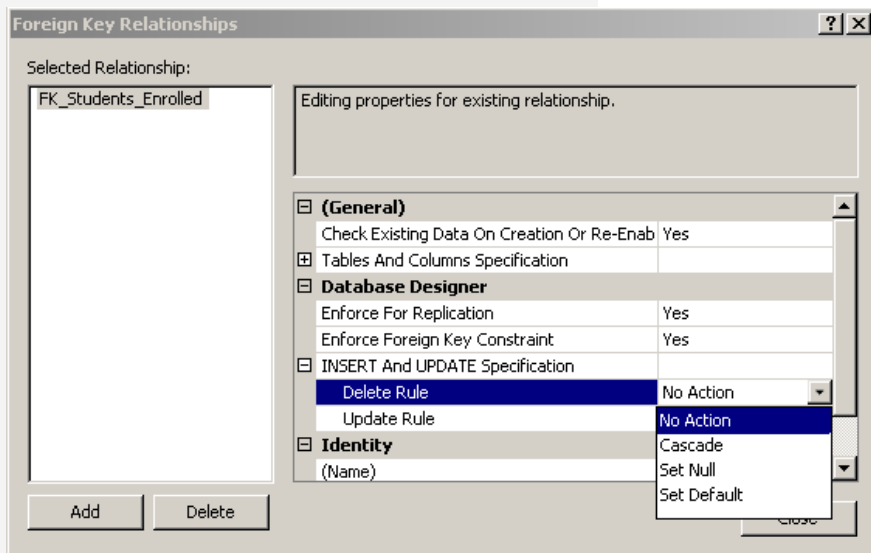 Foreign Key Relationships
Selected Relationship:
FK_Students_Enrolled
Editing properties for existing relationship.
(General)
Check Existing Data On Creation Or Re-Enab Yes
Tables And Columns Specification
Database Designer
Enforce For Replication Yes
Enforce Foreign Key Constraint Yes
INSERT And UPDATE Specification
Delete Rule No Action
Update Rule
No Action
Cascade
Identity
(Name)
Set Null
Set Default
Add Delete Close